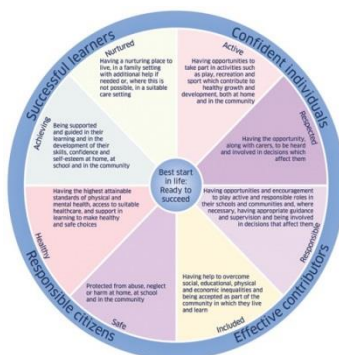 Successful learners
Confident individuals
Nurtured
Having a nurturing place to
live, in a family setting
with additional help if
needed or, where this is
not possible, in a suitable
care setting
Active
Having opportunities to
take part in activities such
as play, recreation and
sport which contribute to
healthy growth and
development, both at home
and in the community
Achieving
Being supported and
guided in their learning and in
the development of their
skills, confidence and
self-esteem at home, at
school and in the community
Respected
Having the opportunity,
along with carers, to be heard
and involved in decisions which
affect them
Best start
in life:
Ready to
succeed
Healthy
Having the highest attainable
standards of physical and
mental health, access to suitable
healthcare, and support in
learning to make healthy
and safe choices
Responsible
Having opportunities and encouragement
to play active and responsible roles in
their schools and communities and, where
necessary, having appropriate guidance
and supervision and being involved
in decisions that affect them
Safe
Protected from abuse, neglect
or harm at home, at school
and in the community
Included
Having help to overcome
social, educational, physical
and economic inequalities and
being accepted as part of the
community in which they
live and learn
Responsible citizens
Effective contributors